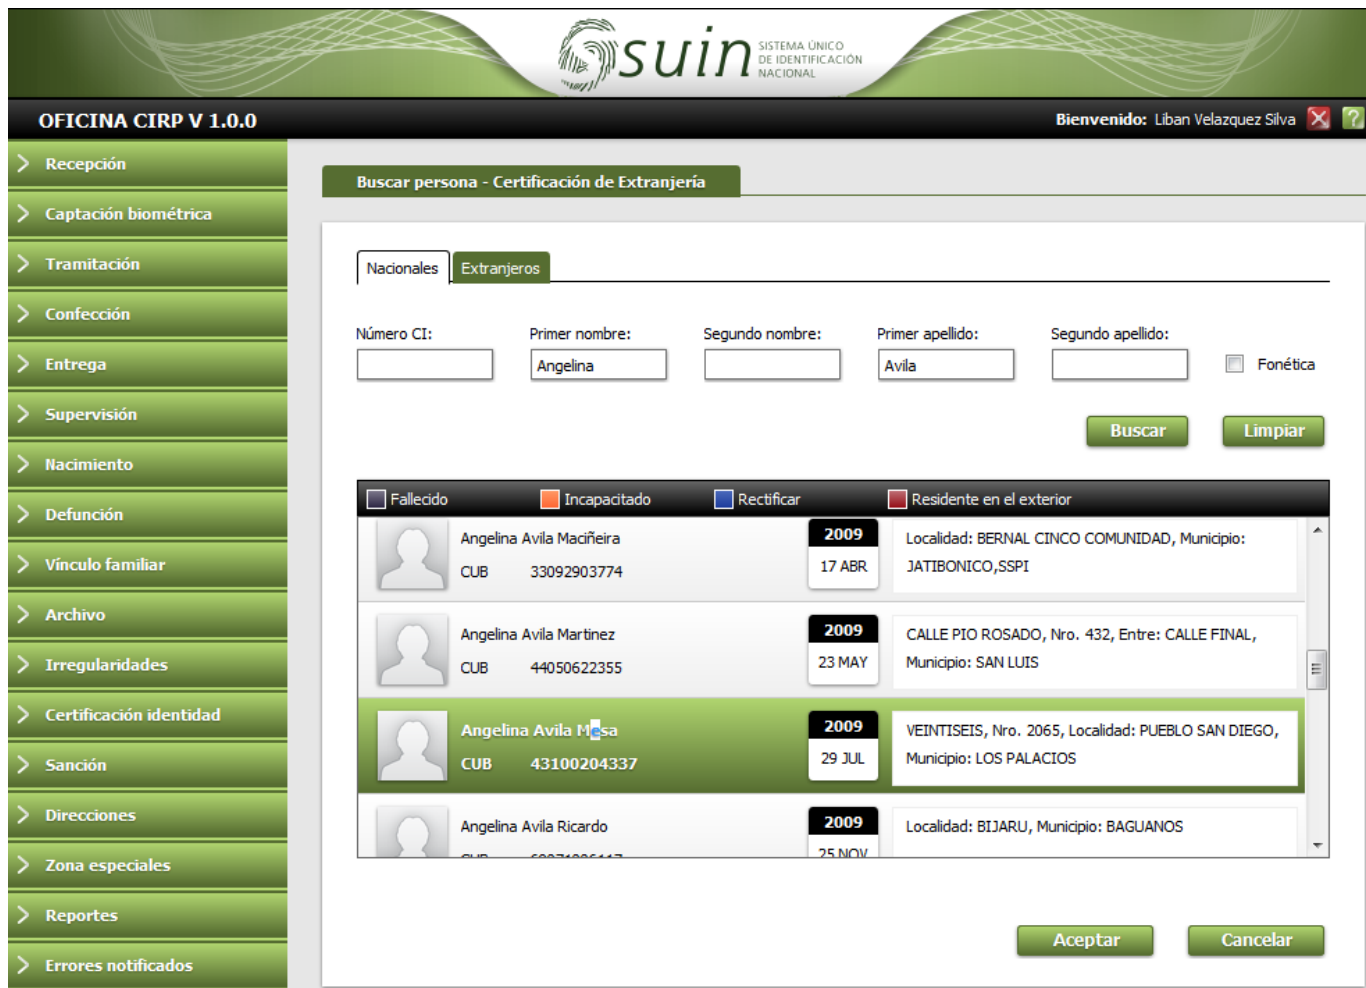 suin SISTEMA ÚNICO
DE IDENTIFICACIÓN
NACIONAL
OFICINA CIRP V 1.0.0
Bienvenido: Liban Velazquez Silva
Recepción
Captación biométrica
Tramitación
Confección
Entrega
Supervisión
Nacimiento
Defunción
Vínculo familiar
Archivo
Irregularidades
Certificación identidad
Sanción
Direcciones
Zona especiales
Reportes
Errores notificados
Buscar persona - Certificación de Extranjería
Nacionales Extranjeros
Número CI: Primer nombre: Segundo nombre: Primer apellido: Segundo apellido:
Angelina Avila Fonética
Buscar Limpiar
Fallecido Incapacitado Rectificar Residente en el exterior
Angelina Avila Maciñeira
CUB 33092903774
2009
17 ABR
Localidad: BERNAL CINCO COMUNIDAD, Municipio:
JATIBONICO,SSPI
Angelina Avila Martinez
CUB 44050622355
2009
23 MAY
CALLE PIO ROSADO, Nro. 432, Entre: CALLE FINAL,
Municipio: SAN LUIS
Angelina Avila Mesa
CUB 43100204337
2009
29 JUL
VEINTISEIS, Nro. 2065, Localidad: PUEBLO SAN DIEGO,
Municipio: LOS PALACIOS
Angelina Avila Ricardo
CUB
2009
25 NOV
Localidad: BIJARU, Municipio: BAGUANOS
Aceptar Cancelar